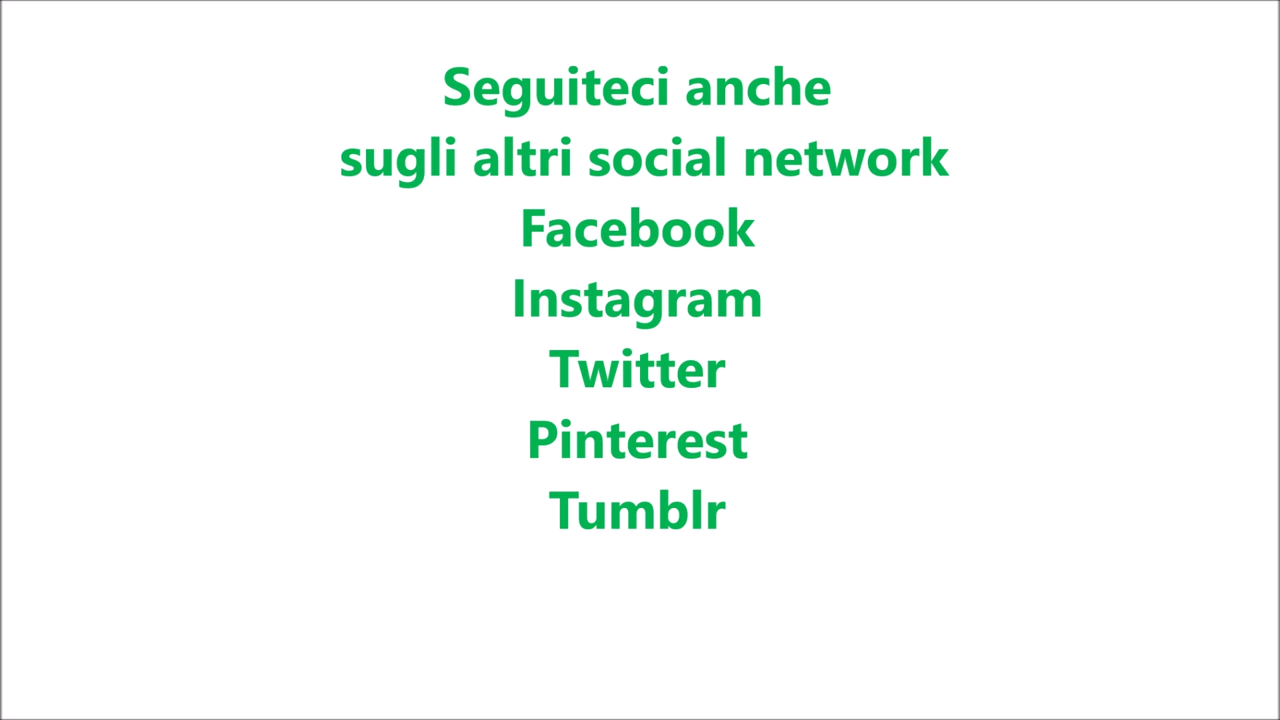 Seguiteci anche
sugli altri social network
Facebook
Instagram
Twitter
Pinterest
Tumblr